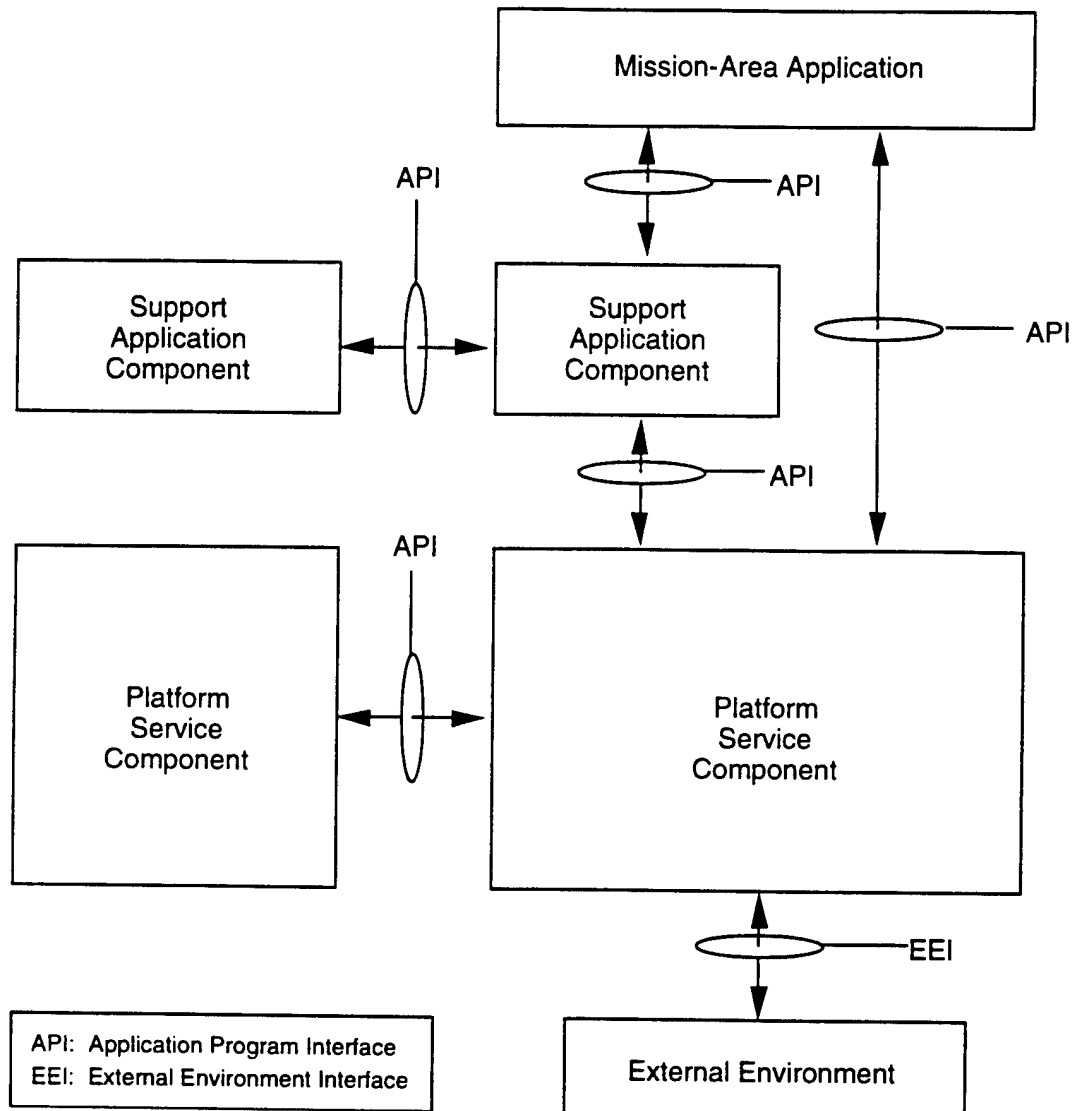 Mission-Area Application
API
API
Support
Application
Component
Support
Application
Component
API
API
API
Platform
Service
Component
Platform
Service
Component
EEI
API: Application Program Interface
EEI: External Environment Interface
External Environment